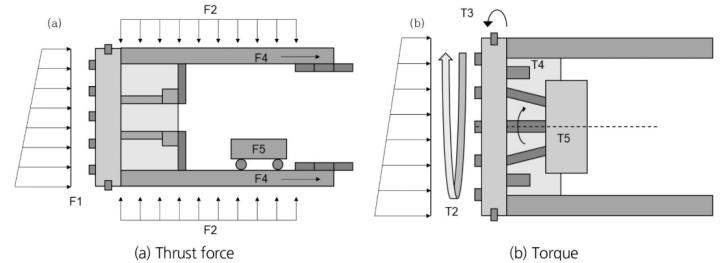 F2
T3
(a)
(b)
F4
T4
F5
T5
F4
F1
T2
F2
(a) Thrust force
(b) Torque